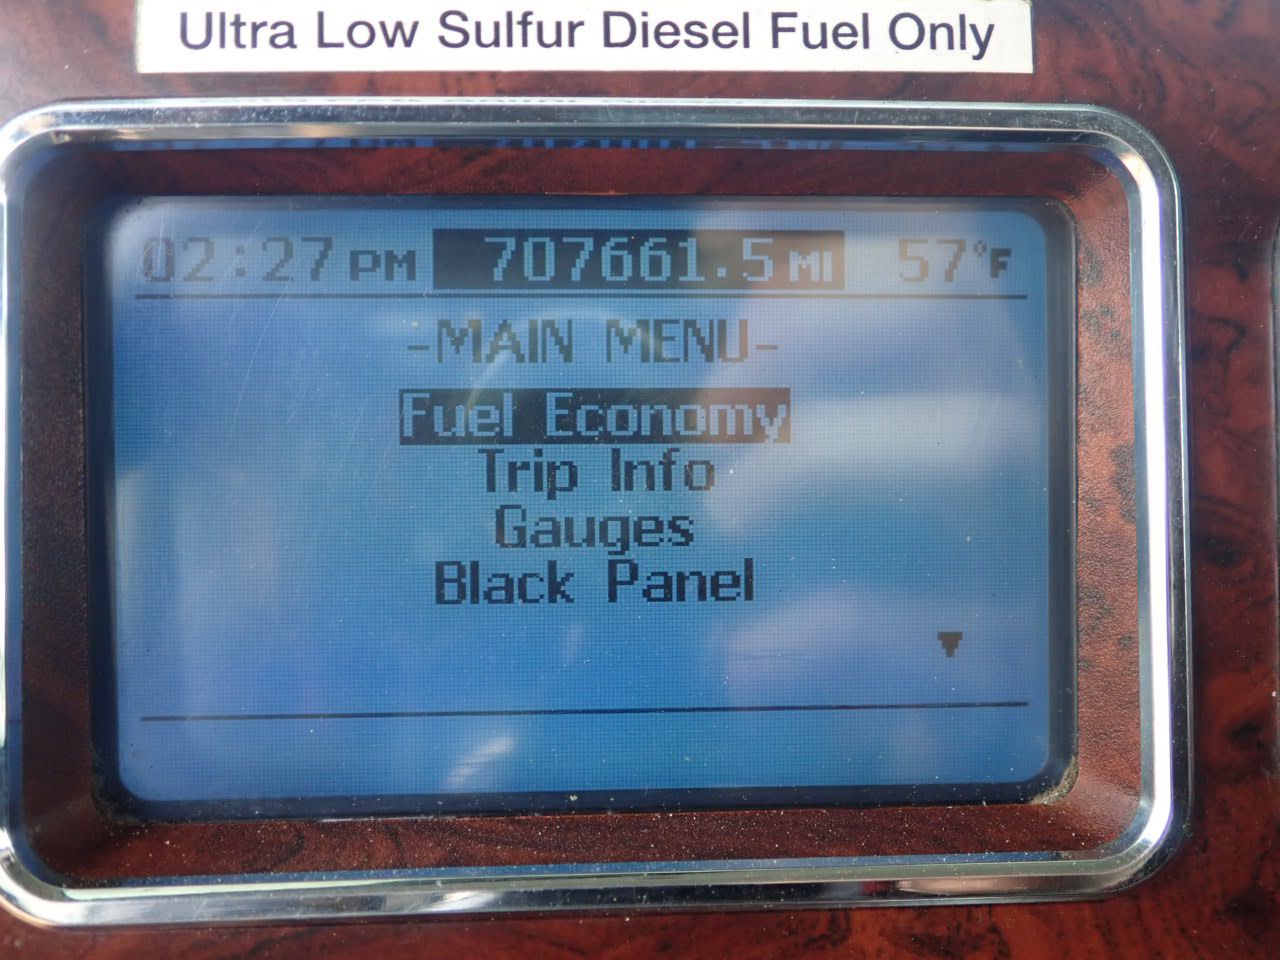 Ultra Low Sulfur Diesel Fuel Only
02:27 PM 707661.5 MI 57°F
-MAIN MENU-
Fuel Economy
Trip Info
Gauges
Black Panel